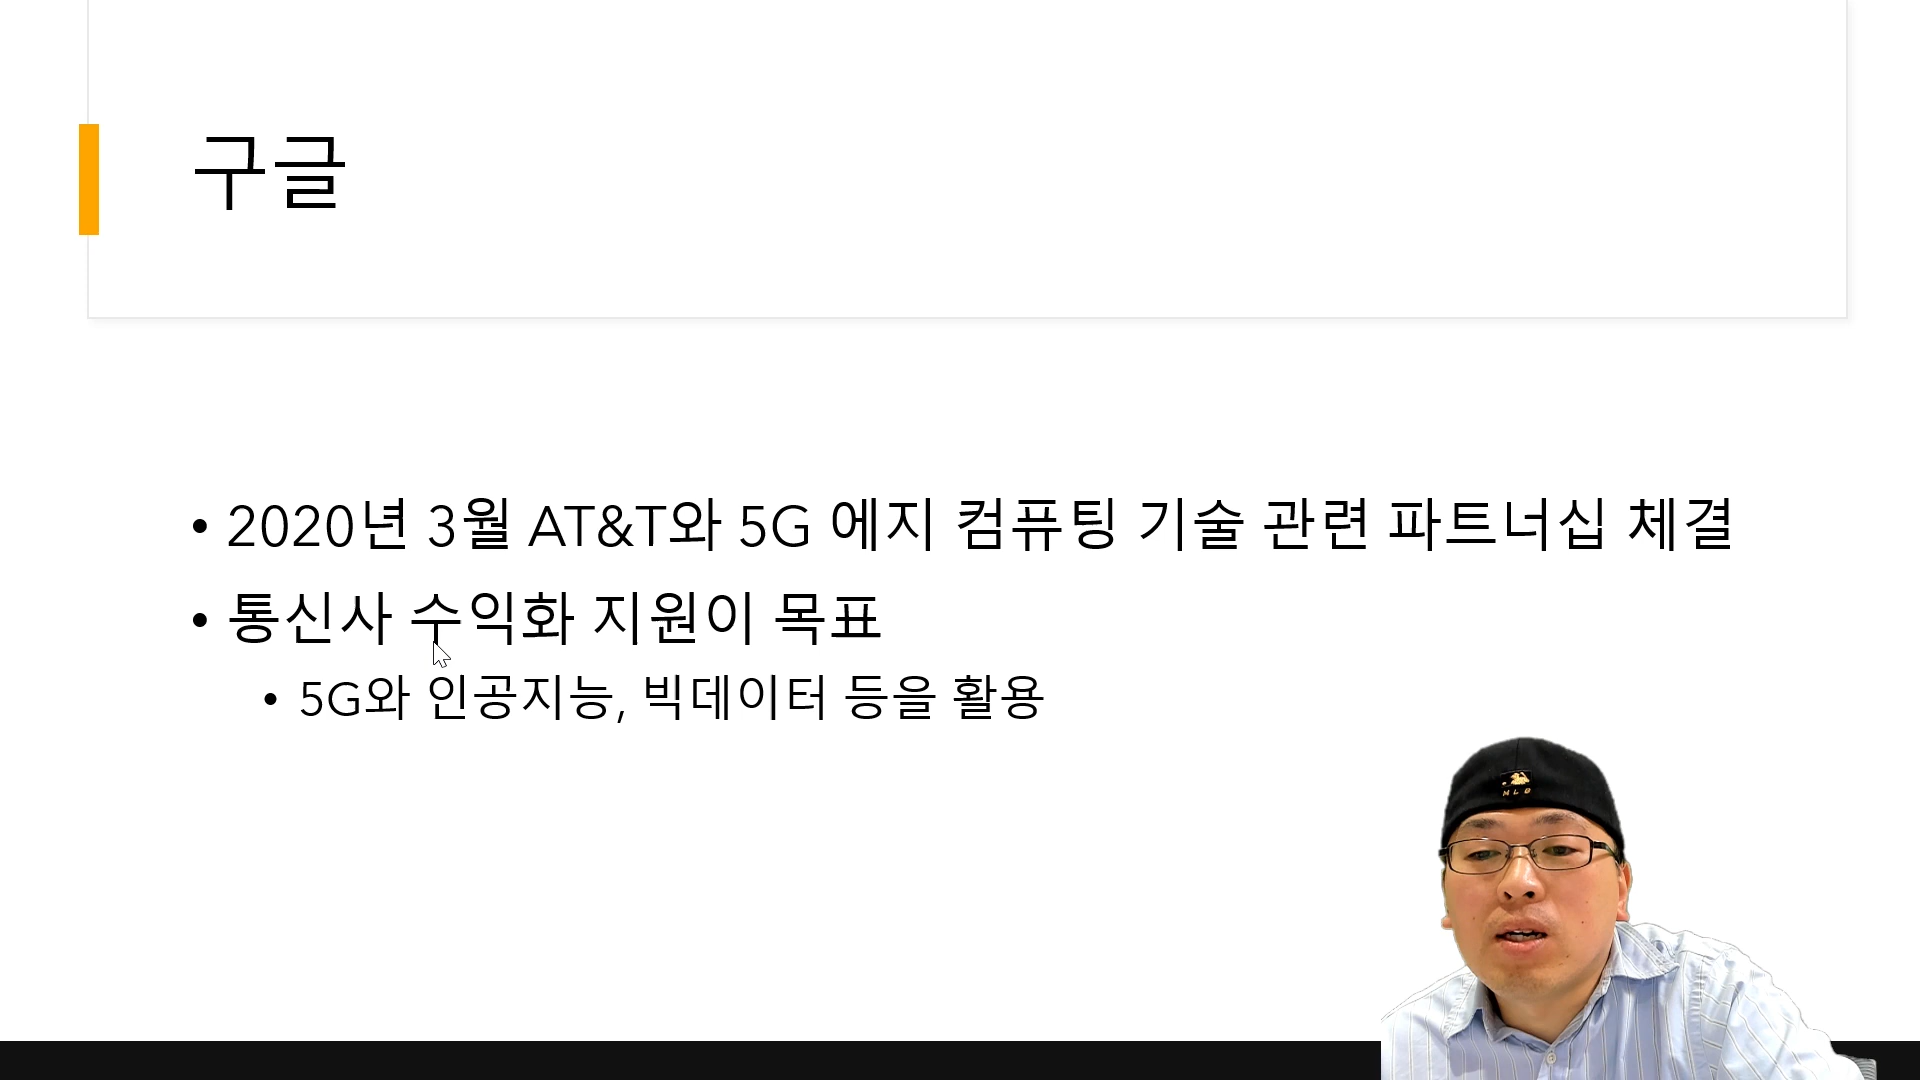 구글
• 2020년 3월 AT&T와 5G 에지 컴퓨팅 기술 관련 파트너십 체결
• 통신사 수익화 지원이 목표
• 5G와 인공지능, 빅데이터 등을 활용
MLB